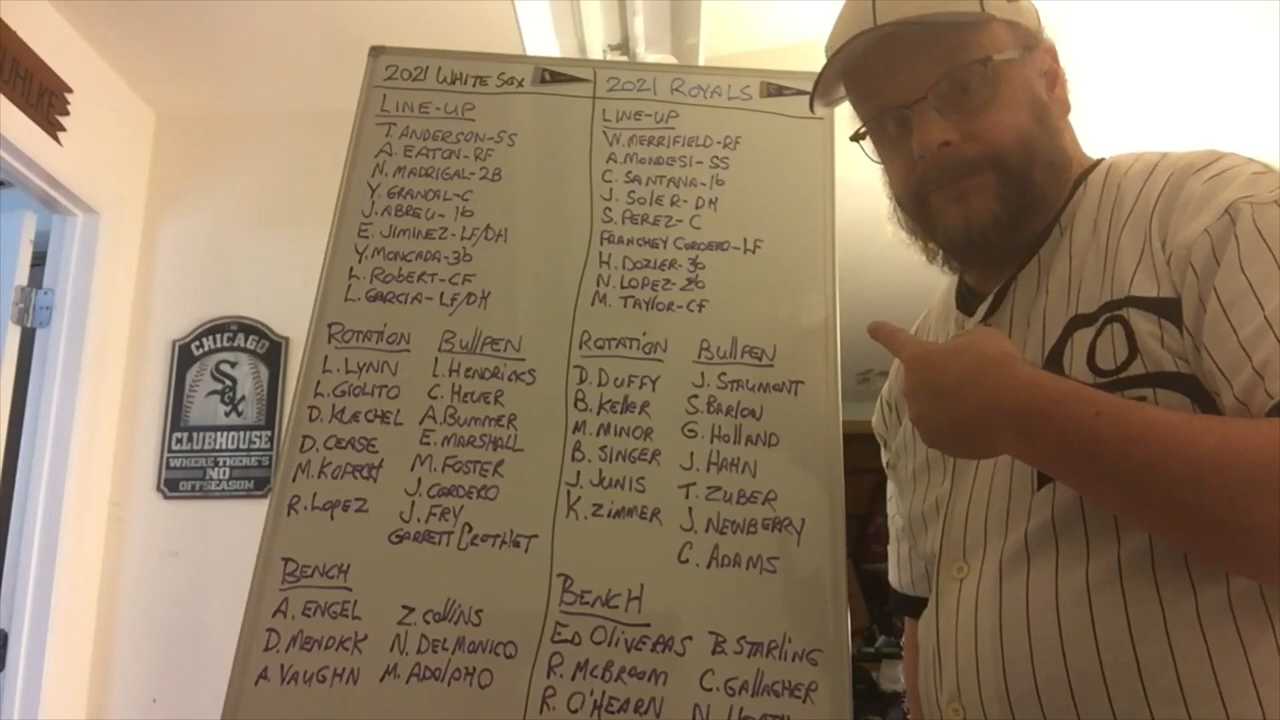 UHLKE
CHICAGO
Sox
CLUBHOUSE
WHERE THERE'S
NO
OFFSEASON
2021 WHITE SOX
LINE-UP
T. ANDERSON-SS
A. EATON-RF
N. MADRIGAL-2B
Y. GRANDAL-C
J. ABREU-1b
E. JIMINEZ-LF/DH
Y. MONCADA-3b
L. ROBERT-CF
L. GARCIA-LF/DH
ROTATION
L. LYNN
L. GIOLITO
D. KUECHEL
D. CEASE
M. KOPECH
R. LOPEZ
BULLPEN
L. HENDRICKS
C. HEUER
A. BUMMER
E. MARSHALL
M. FOSTER
J. CORDERO
J. FRY
GARRETT CROTHET
BENCH
A. ENGEL
D. MENDICK
A. VAUGHN
Z. COLLINS
N. DELMONICO
M. ADOLPHO
2021 ROYALS
LINE-UP
W. MERRIFIELD-RF
A. MONDESI-SS
C. SANTANA-1b
J. SOLER-DH
S. PEREZ-C
FRANCHEY CORDERO-LF
H. DOZIER-3b
N. LOPEZ-2b
M. TAYLOR-CF
ROTATION
D. DUFFY
B. KELLER
M. MINOR
B. SINGER
J. JUNIS
K. ZIMMER
BULLPEN
J. STAUMONT
S. BARLOW
G. HOLLAND
J. HAHN
T. ZUBER
J. NEWBERRY
C. ADAMS
BENCH
ED OLIVERAS
R. MCBROOM
R. O'HEARN
B. STARLING
C. GALLAGHER
N.